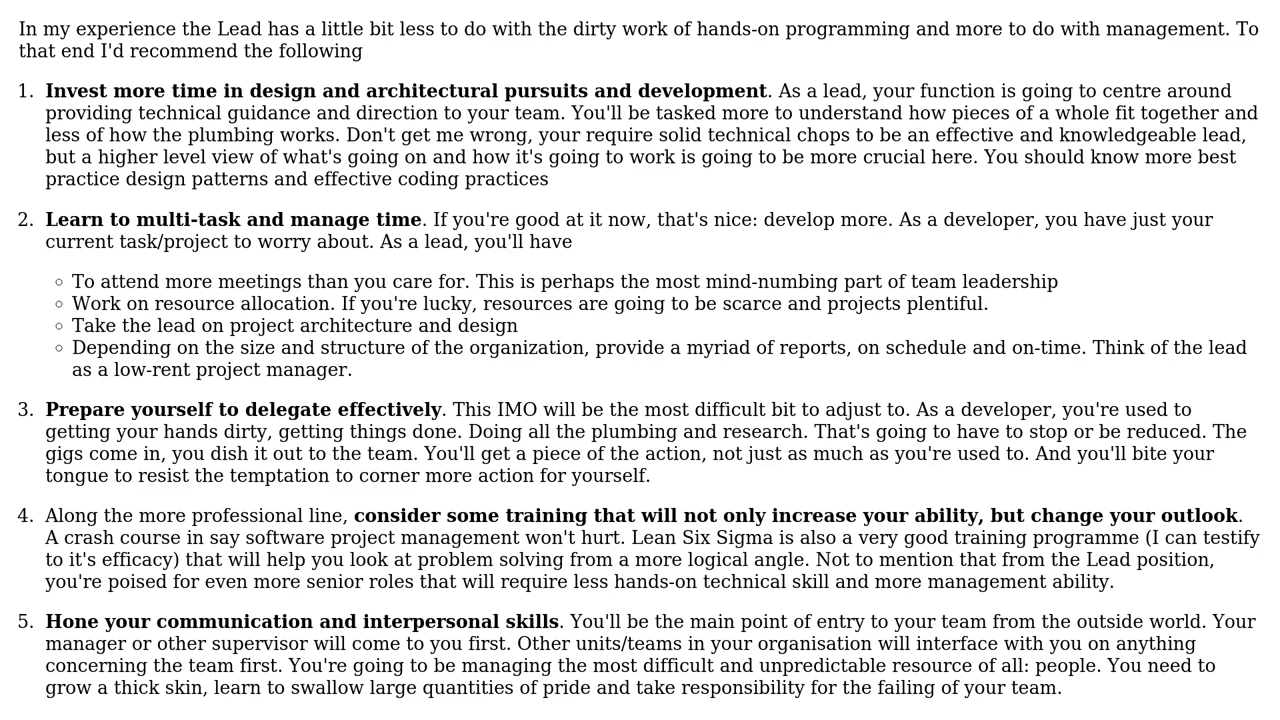 In my experience the Lead has a little bit less to do with the dirty work of hands-on programming and more to do with management. To
that end I'd recommend the following
1. Invest more time in design and architectural pursuits and development. As a lead, your function is going to centre around
providing technical guidance and direction to your team. You'll be tasked more to understand how pieces of a whole fit together and
less of how the plumbing works. Don't get me wrong, your require solid technical chops to be an effective and knowledgeable lead,
but a higher level view of what's going on and how it's going to work is going to be more crucial here. You should know more best
practice design patterns and effective coding practices
2. Learn to multi-task and manage time. If you're good at it now, that's nice: develop more. As a developer, you have just your
current task/project to worry about. As a lead, you'll have
◦ To attend more meetings than you care for. This is perhaps the most mind-numbing part of team leadership
◦ Work on resource allocation. If you're lucky, resources are going to be scarce and projects plentiful.
◦ Take the lead on project architecture and design
◦ Depending on the size and structure of the organization, provide a myriad of reports, on schedule and on-time. Think of the lead
as a low-rent project manager.
3. Prepare yourself to delegate effectively. This IMO will be the most difficult bit to adjust to. As a developer, you're used to
getting your hands dirty, getting things done. Doing all the plumbing and research. That's going to have to stop or be reduced. The
gigs come in, you dish it out to the team. You'll get a piece of the action, not just as much as you're used to. And you'll bite your
tongue to resist the temptation to corner more action for yourself.
4. Along the more professional line, consider some training that will not only increase your ability, but change your outlook.
A crash course in say software project management won't hurt. Lean Six Sigma is also a very good training programme (I can testify
to it's efficacy) that will help you look at problem solving from a more logical angle. Not to mention that from the Lead position,
you're poised for even more senior roles that will require less hands-on technical skill and more management ability.
5. Hone your communication and interpersonal skills. You'll be the main point of entry to your team from the outside world. Your
manager or other supervisor will come to you first. Other units/teams in your organisation will interface with you on anything
concerning the team first. You're going to be managing the most difficult and unpredictable resource of all: people. You need to
grow a thick skin, learn to swallow large quantities of pride and take responsibility for the failing of your team.